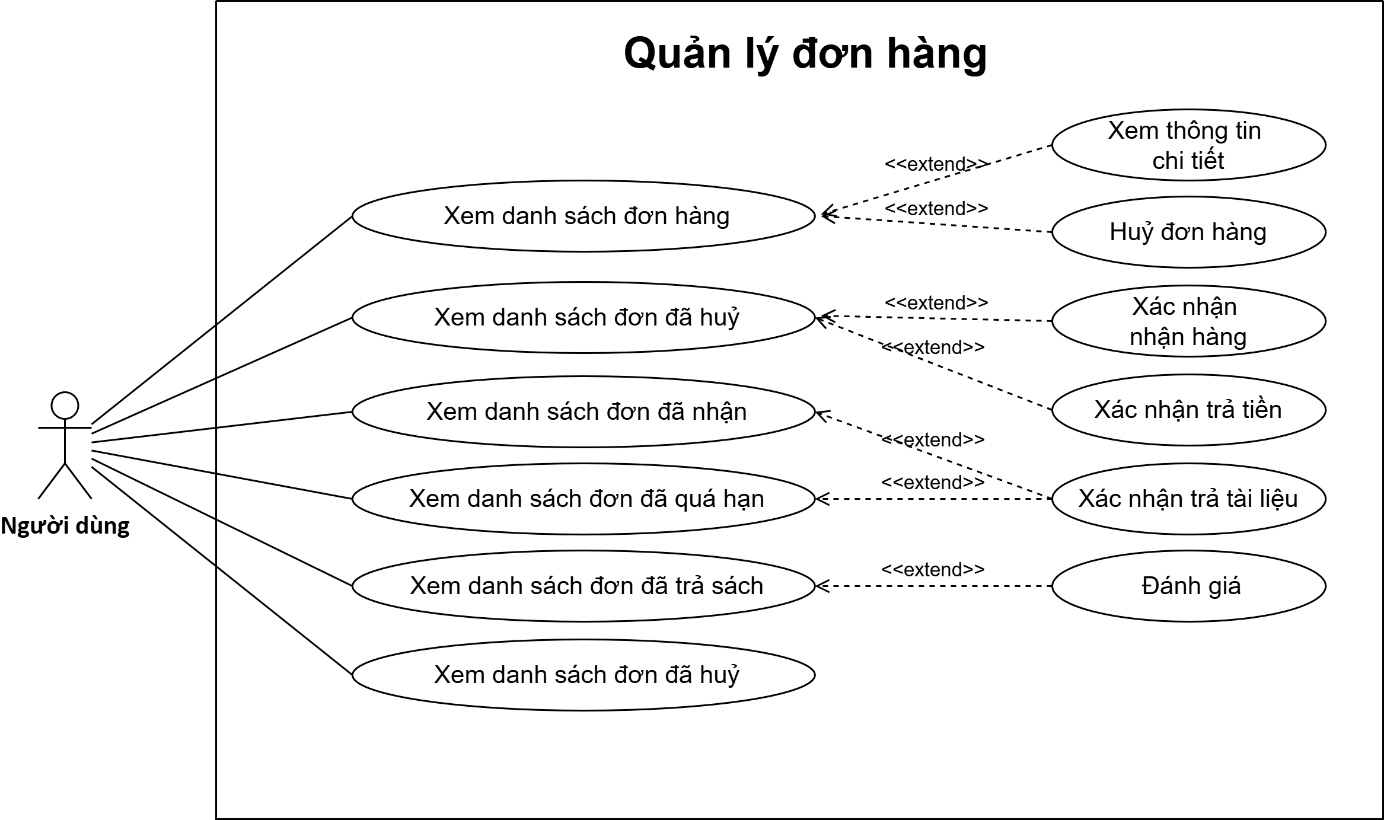 Quản lý đơn hàng
Xem thông tin
chi tiết
<<extend>>
Xem danh sách đơn hàng
<<extend>>
Huỷ đơn hàng
Xem danh sách đơn đã huỷ
<<extend>>
Xác nhận
nhận hàng
<<extend>>
Xem danh sách đơn đã nhận
Xác nhận trả tiền
<<extend>>
Xem danh sách đơn đã quá hạn
<<extend>>
Xác nhận trả tài liệu
Người dùng
Xem danh sách đơn đã trả sách
<<extend>>
Đánh giá
Xem danh sách đơn đã huỷ